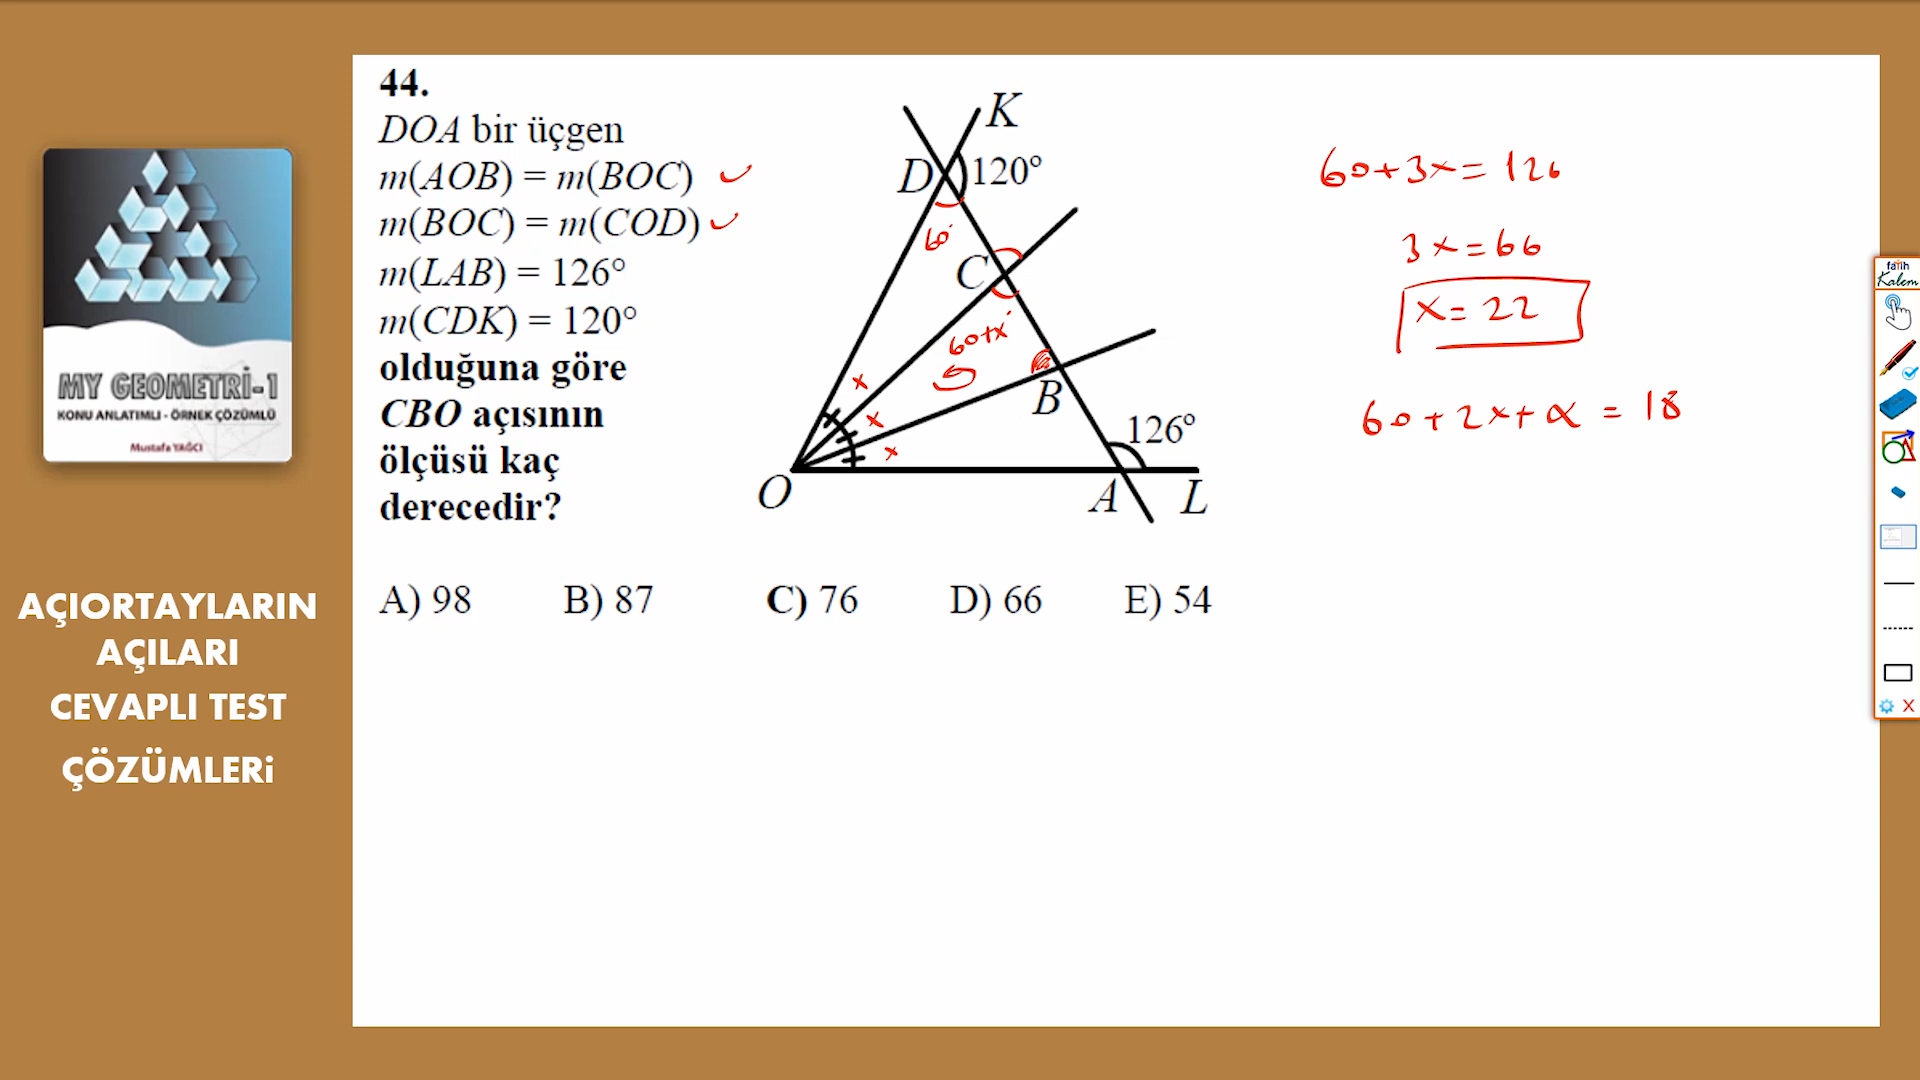 MY GEOMETRİ-1
KONU ANLATIMLI - ÖRNEK ÇÖZÜMLÜ
Mustafa YAĞCI
AÇIORTAYLARIN
AÇILARI
CEVAPLI TEST
ÇÖZÜMLERi
44.
DOA bir üçgen
m(AOB) = m(BOC)
m(BOC) = m(COD)
m(LAB) = 126°
m(CDK) = 120°
olduğuna göre
CBO açısının
ölçüsü kaç
derecedir?
K
D
120°
60°
C
60+x°
x
x
x
B
126°
O
A
L
A) 98
B) 87
C) 76
D) 66
E) 54
60+3x=126
3x=66
x=22
60+2x+α=18
fatih
Kalem
X